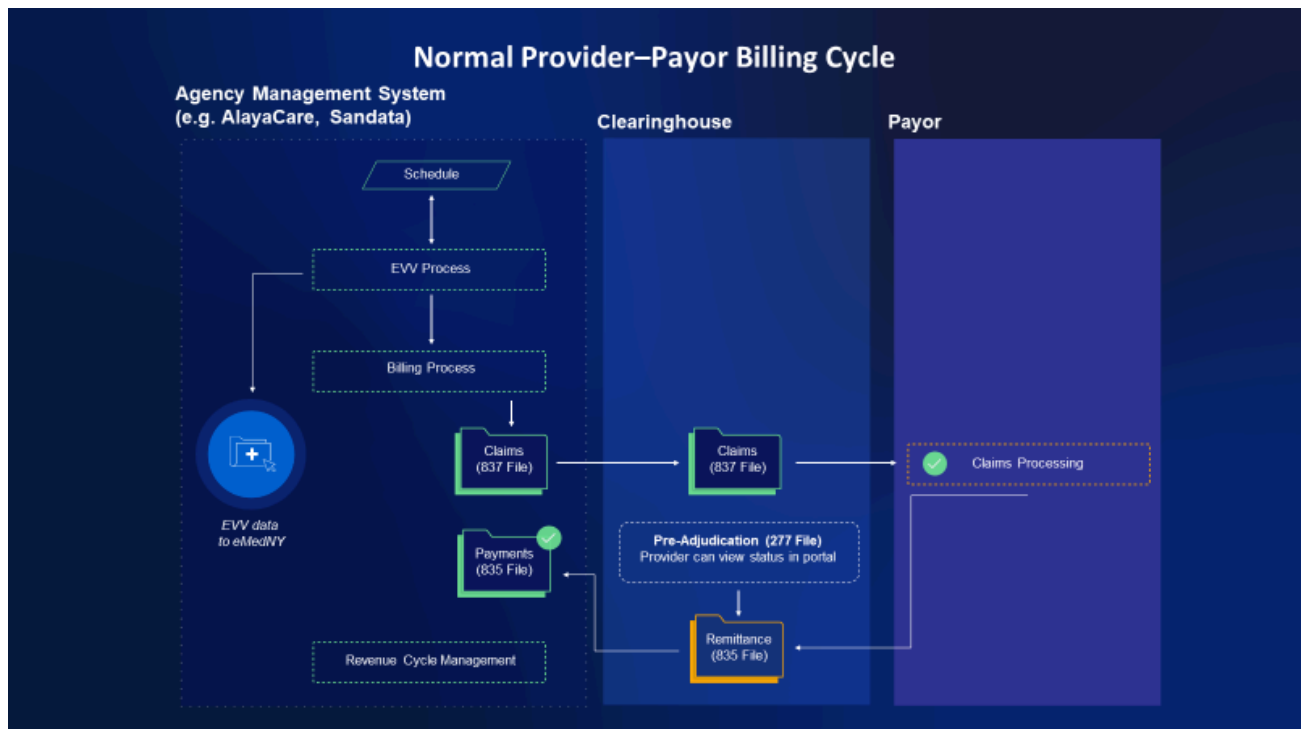 Normal Provider–Payor Billing Cycle
Agency Management System
(e.g. AlayaCare, Sandata)
Clearinghouse
Payor
Schedule
EVV Process
Billing Process
Claims
(837 File)
Claims
(837 File)
Claims Processing
EVV data
to eMedNY
Payments
(835 File)
Pre-Adjudication (277 File)
Provider can view status in portal
Remittance
(835 File)
Revenue Cycle Management